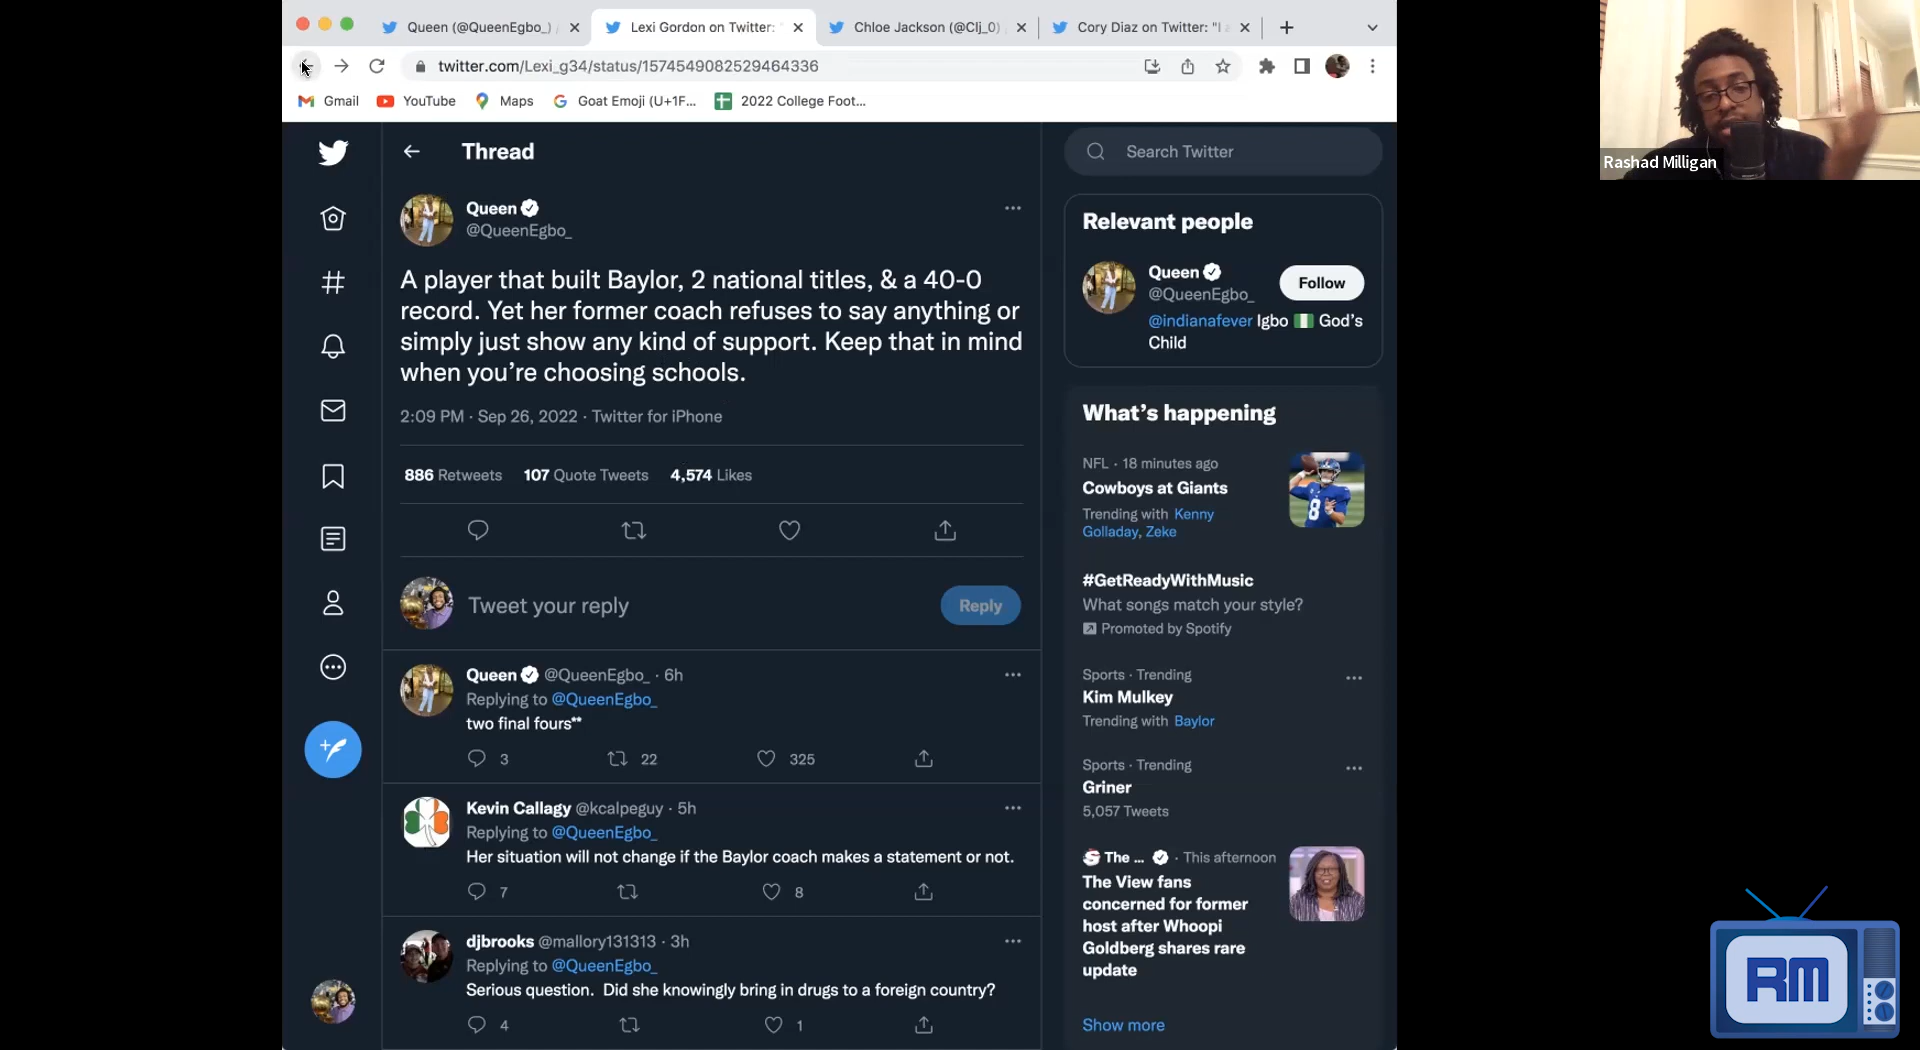 Queen (@QueenEgbo_) /
Lexi Gordon on Twitter:
Chloe Jackson (@Clj_0)
Cory Diaz on Twitter: "I
twitter.com/Lexi_g34/status/1574549082529464336
Gmail
YouTube
Maps
Goat Emoji (U+1F...
2022 College Foot...
Thread
Queen
@QueenEgbo_
A player that built Baylor, 2 national titles, & a 40-0
record. Yet her former coach refuses to say anything or
simply just show any kind of support. Keep that in mind
when you’re choosing schools.
2:09 PM · Sep 26, 2022 · Twitter for iPhone
886 Retweets 107 Quote Tweets 4,574 Likes
Tweet your reply
Reply
Queen @QueenEgbo_ · 6h
Replying to @QueenEgbo_
two final fours**
3 22 325
Kevin Callagy @kcalpeguy · 5h
Replying to @QueenEgbo_
Her situation will not change if the Baylor coach makes a statement or not.
7 8
djbrooks @mallory131313 · 3h
Replying to @QueenEgbo_
Serious question. Did she knowingly bring in drugs to a foreign country?
4 1
Search Twitter
Relevant people
Queen
@QueenEgbo_
Follow
@indianafever Igbo 🇳🇬 God’s
Child
What’s happening
NFL · 18 minutes ago
Cowboys at Giants
Trending with Kenny
Golladay, Zeke
8
#GetReadyWithMusic
What songs match your style?
Promoted by Spotify
Sports · Trending
Kim Mulkey
Trending with Baylor
Sports · Trending
Griner
5,057 Tweets
The ... · This afternoon
The View fans
concerned for former
host after Whoopi
Goldberg shares rare
update
Show more
Rashad Milligan
RM